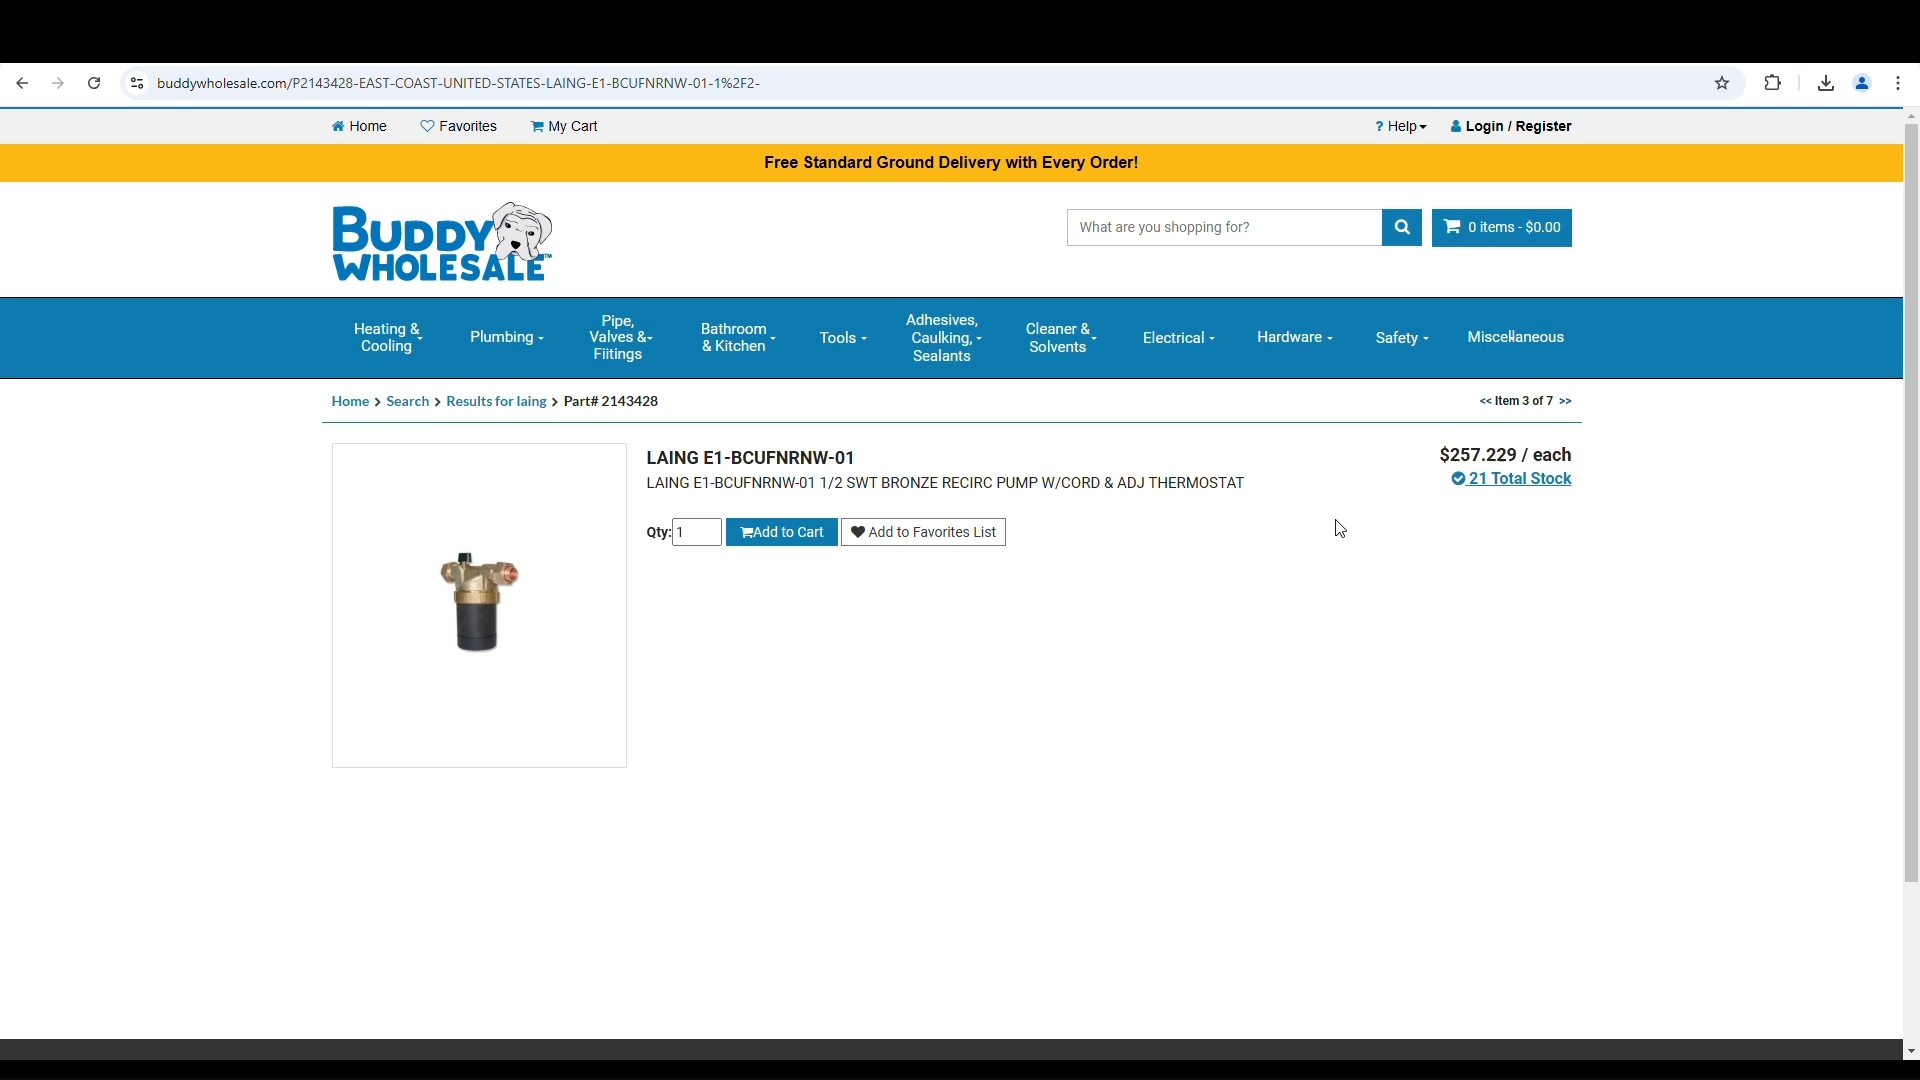 buddywholesale.com/P2143428-EAST-COAST-UNITED-STATES-LAING-E1-BCUFNRNW-01-1%2F2-
Home Favorites My Cart ? Help Login / Register
Free Standard Ground Delivery with Every Order!
BUDDY
WHOLESALE™
What are you shopping for?
0 items - $0.00
Heating &
Cooling
Plumbing
Pipe,
Valves &
Fiitings
Bathroom
& Kitchen
Tools
Adhesives,
Caulking,
Sealants
Cleaner &
Solvents
Electrical
Hardware
Safety
Miscellaneous
Home > Search > Results for laing > Part# 2143428
<< Item 3 of 7 >>
LAING E1-BCUFNRNW-01
LAING E1-BCUFNRNW-01 1/2 SWT BRONZE RECIRC PUMP W/CORD & ADJ THERMOSTAT
$257.229 / each
21 Total Stock
Qty: 1 Add to Cart Add to Favorites List